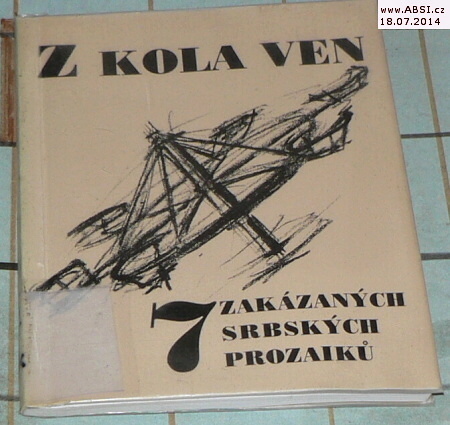 www.ABSI.cz
18.07.2014
Z KOLA VEN
7 ZAKÁZANÝCH
SRBSKÝCH
PROZAIKŮ